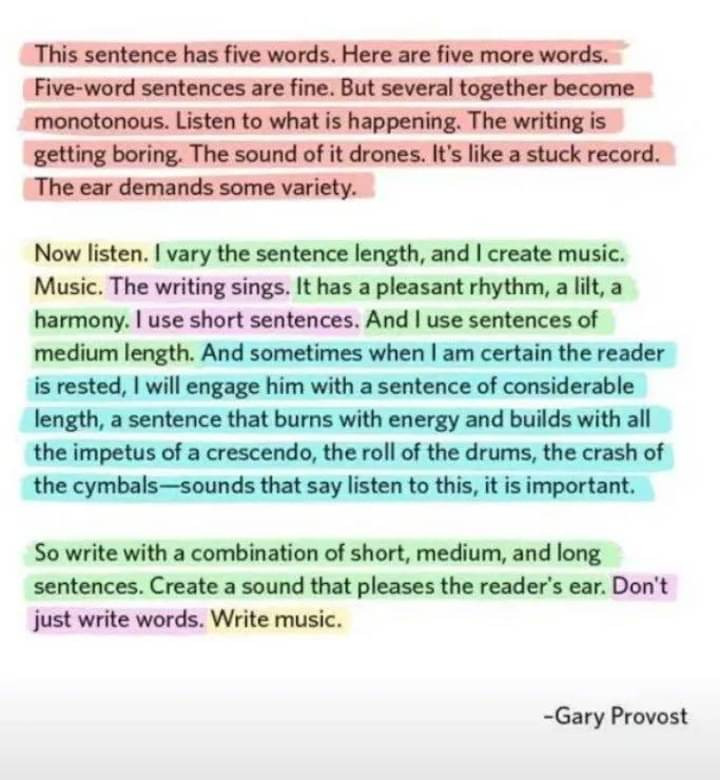 This sentence has five words. Here are five more words.
Five-word sentences are fine. But several together become
monotonous. Listen to what is happening. The writing is
getting boring. The sound of it drones. It's like a stuck record.
The ear demands some variety.
Now listen. I vary the sentence length, and I create music.
Music. The writing sings. It has a pleasant rhythm, a lilt, a
harmony. I use short sentences. And I use sentences of
medium length. And sometimes when I am certain the reader
is rested, I will engage him with a sentence of considerable
length, a sentence that burns with energy and builds with all
the impetus of a crescendo, the roll of the drums, the crash of
the cymbals—sounds that say listen to this, it is important.
So write with a combination of short, medium, and long
sentences. Create a sound that pleases the reader's ear. Don't
just write words. Write music.
-Gary Provost